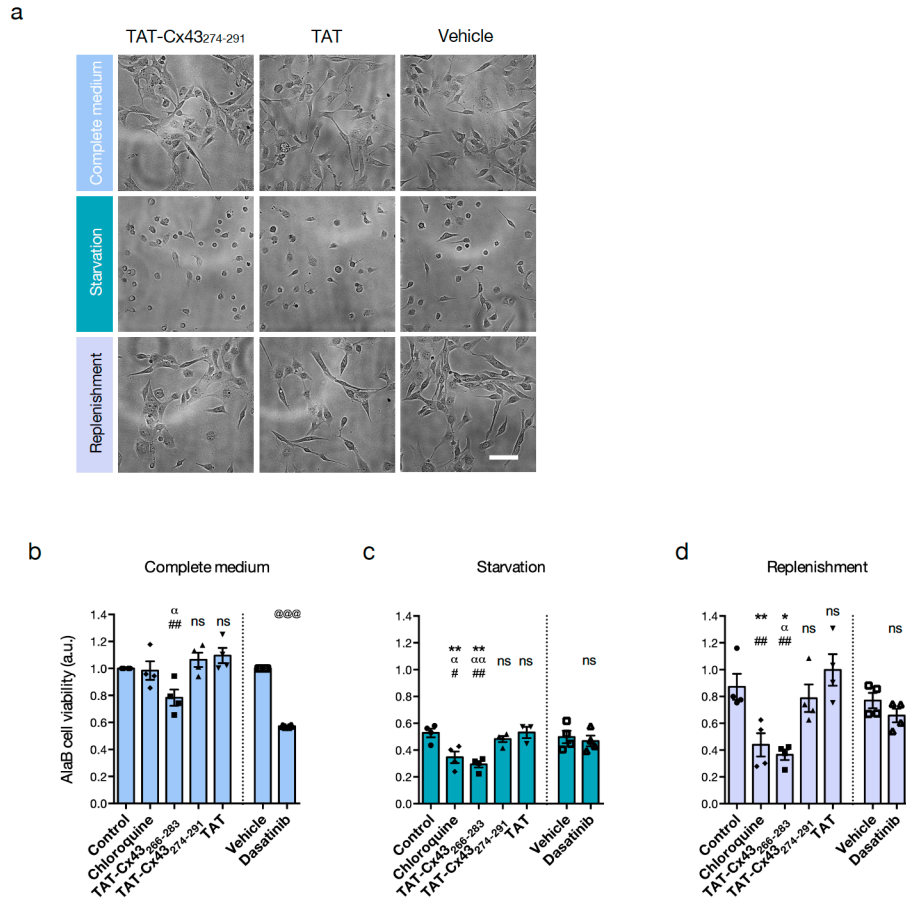 a
TAT-Cx43274-291 TAT Vehicle
Complete medium
Starvation
Replenishment
b
Complete medium
AlaB cell viability (a.u.)
1.4
1.2
1.0
0.8
0.6
0.4
0.2
0.0
α
##
ns
ns
@@@
Control
Chloroquine
TAT-Cx43266-283
TAT-Cx43274-291
TAT
Vehicle
Dasatinib
c
Starvation
1.4
1.2
1.0
0.8
0.6
0.4
0.2
0.0
**
α
#
**
αα
##
ns
ns
ns
Control
Chloroquine
TAT-Cx43266-283
TAT-Cx43274-291
TAT
Vehicle
Dasatinib
d
Replenishment
1.4
1.2
1.0
0.8
0.6
0.4
0.2
0.0
**
##
*
α
##
ns
ns
ns
Control
Chloroquine
TAT-Cx43266-283
TAT-Cx43274-291
TAT
Vehicle
Dasatinib